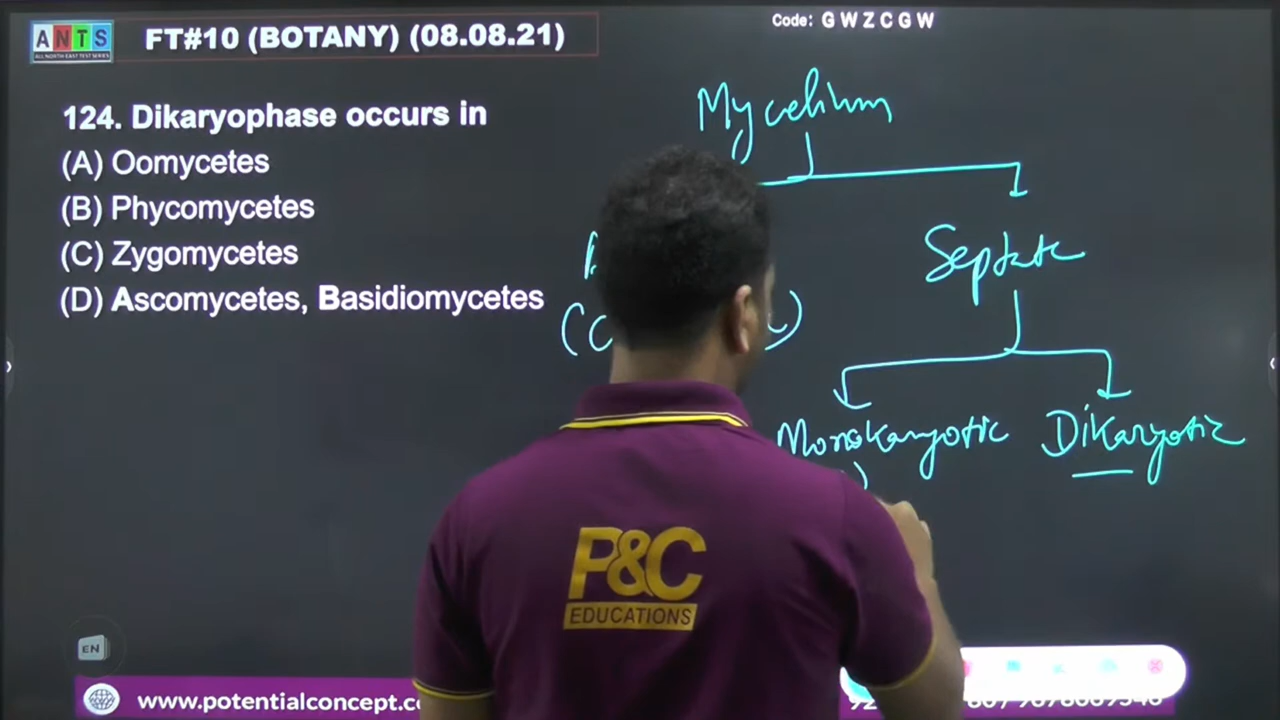 ANTS
ALL NORTH EAST TEST SERIES
FT#10 (BOTANY) (08.08.21)
Code: G W Z C G W
124. Dikaryophase occurs in
(A) Oomycetes
(B) Phycomycetes
(C) Zygomycetes
(D) Ascomycetes, Basidiomycetes
Mycelium
Septate
Monokaryotic
Dikaryotic
P&C
EDUCATIONS
EN
www.potentialconcept.c